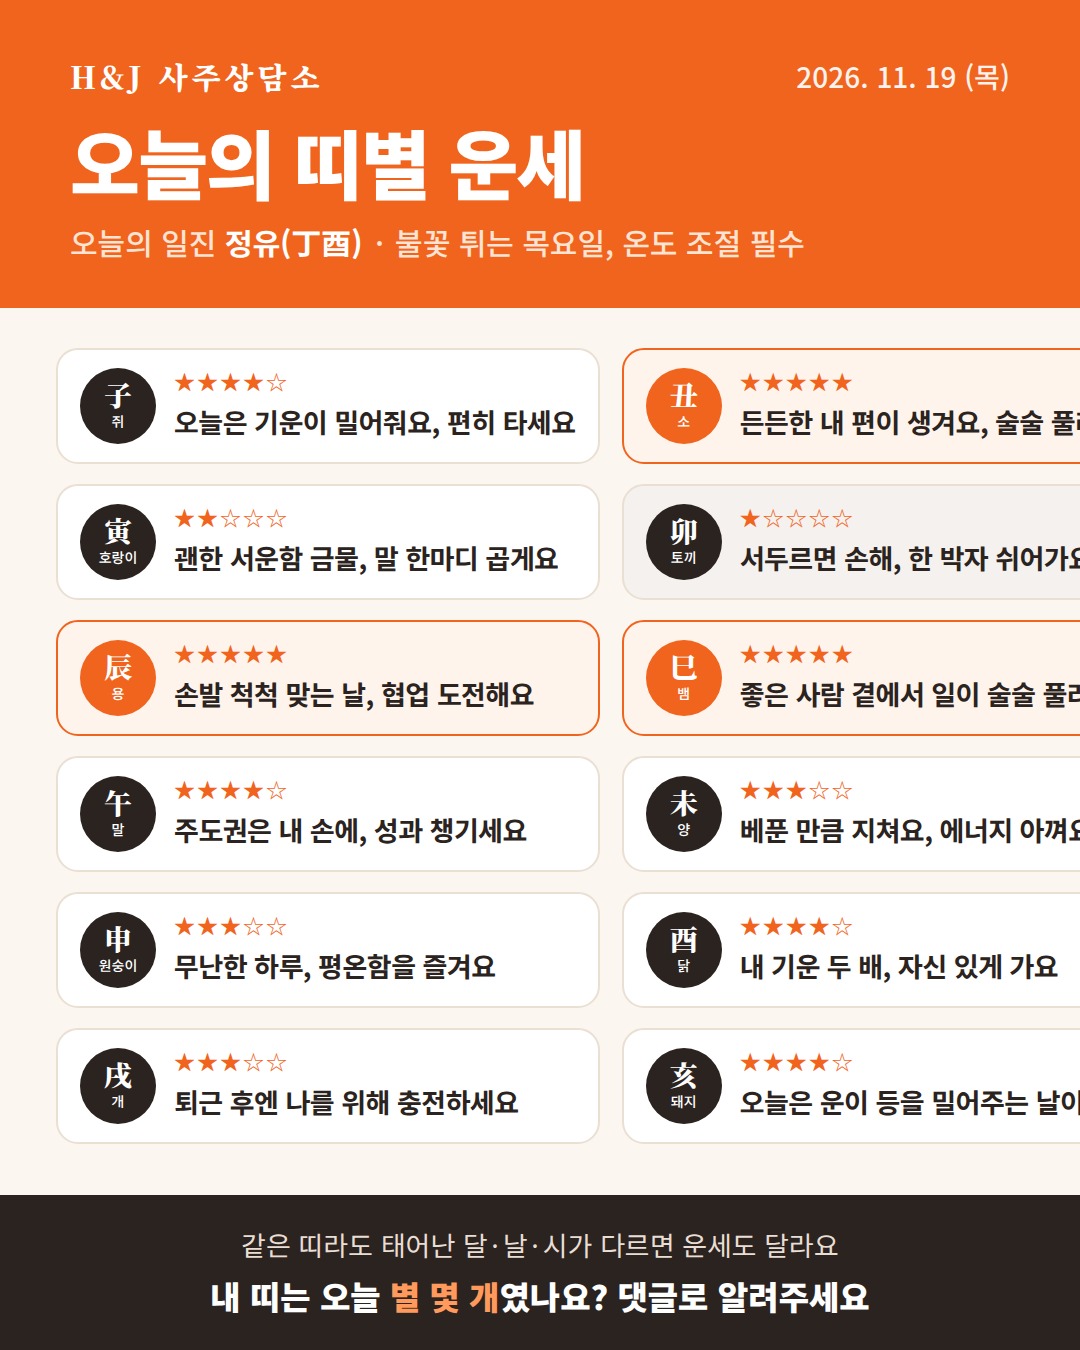 H&J 사주상담소
2026. 11. 19 (목)
오늘의 띠별 운세
오늘의 일진 정유(丁酉) · 불꽃 튀는 목요일, 온도 조절 필수
子
쥐
★★★★☆
오늘은 기운이 밀어줘요, 편히 타세요
丑
소
★★★★★
든든한 내 편이 생겨요, 술술
寅
호랑이
★★☆☆☆
괜한 서운함 금물, 말 한마디 곱게요
卯
토끼
★☆☆☆☆
서두르면 손해, 한 박자 쉬어가요
辰
용
★★★★★
손발 척척 맞는 날, 협업 도전해요
巳
뱀
★★★★★
좋은 사람 곁에서 일이 술술
午
말
★★★★☆
주도권은 내 손에, 성과 챙기세요
未
양
★★★☆☆
베푼 만큼 지쳐요, 에너지 아껴요
申
원숭이
★★★☆☆
무난한 하루, 평온함을 즐겨요
酉
닭
★★★★☆
내 기운 두 배, 자신 있게 가요
戌
개
★★★☆☆
퇴근 후엔 나를 위해 충전하세요
亥
돼지
★★★★☆
오늘은 운이 등을 밀어주는
같은 띠라도 태어난 달·날·시가 다르면 운세도 달라요
내 띠는 오늘 별 몇 개였나요? 댓글로 알려주세요